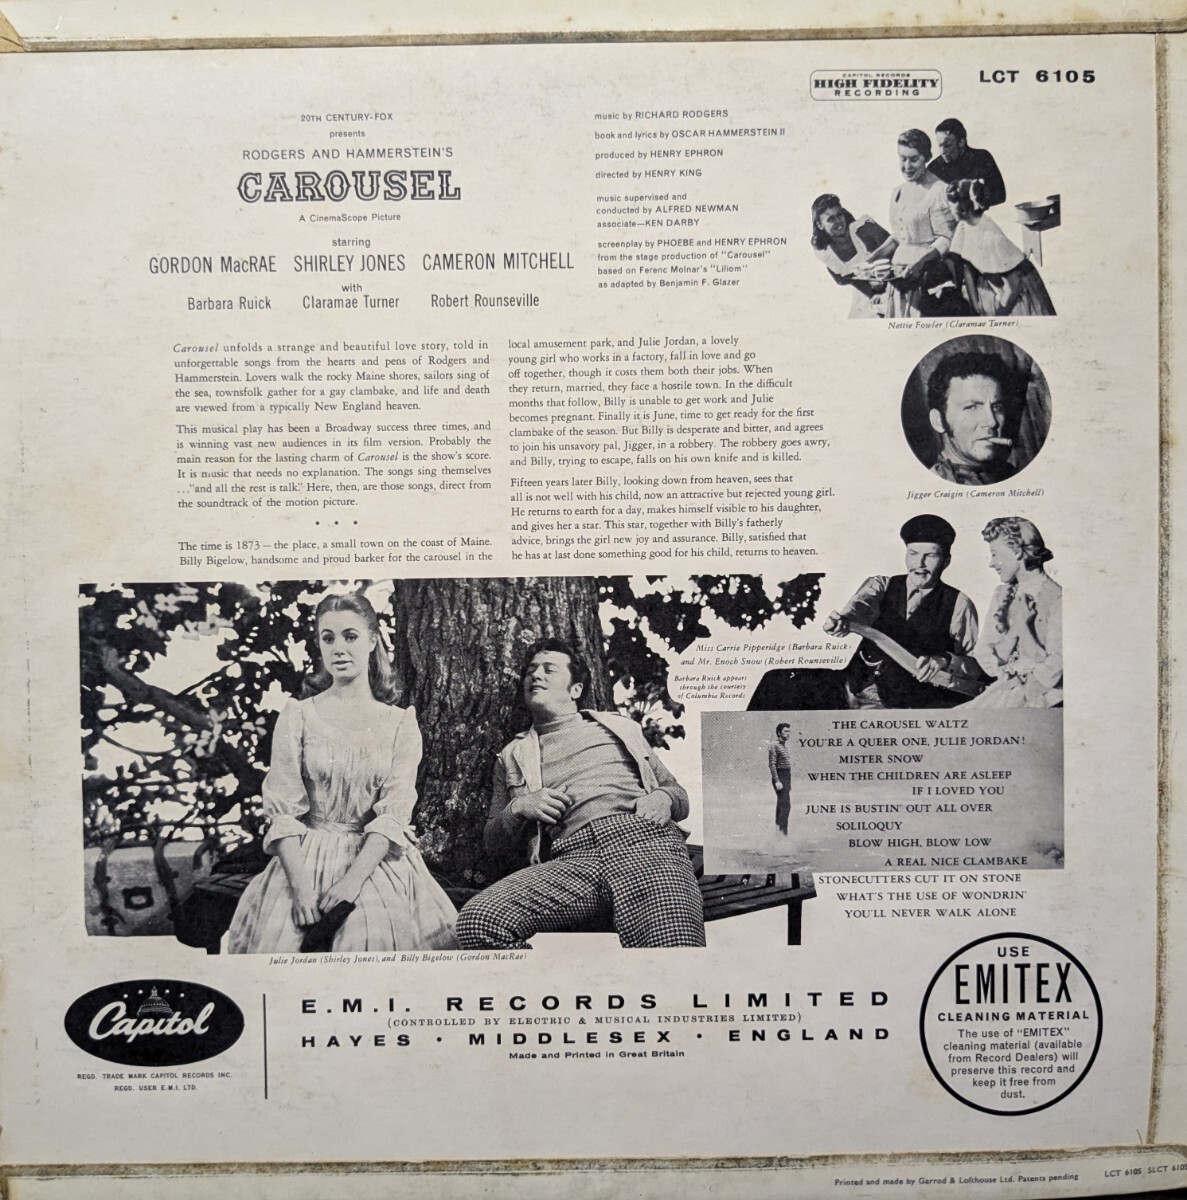 CAPITOL RECORDS
HIGH FIDELITY
RECORDING
LCT 6105
20TH CENTURY-FOX
presents
RODGERS AND HAMMERSTEIN'S
CAROUSEL
A CinemaScope Picture
starring
GORDON MacRAE SHIRLEY JONES CAMERON MITCHELL
with
Barbara Ruick Claramae Turner Robert Rounseville
music by RICHARD RODGERS
book and lyrics by OSCAR HAMMERSTEIN II
produced by HENRY EPHRON
directed by HENRY KING
music supervised and
conducted by ALFRED NEWMAN
associate—KEN DARBY
screenplay by PHOEBE and HENRY EPHRON
from the stage production of "Carousel"
based on Ferenc Molnar's "Liliom"
as adapted by Benjamin F. Glazer
Nettie Fowler (Claramae Turner)
Carousel unfolds a strange and beautiful love story, told in
unforgettable songs from the hearts and pens of Rodgers and
Hammerstein. Lovers walk the rocky Maine shores, sailors sing of
the sea, townsfolk gather for a gay clambake, and life and death
are viewed from a typically New England heaven.
This musical play has been a Broadway success three times, and
is winning vast new audiences in its film version. Probably the
main reason for the lasting charm of Carousel is the show's score.
It is music that needs no explanation. The songs sing themselves
..."and all the rest is talk." Here, then, are those songs, direct from
the soundtrack of the motion picture.
• • •
The time is 1873 — the place, a small town on the coast of Maine.
Billy Bigelow, handsome and proud barker for the carousel in the
local amusement park, and Julie Jordan, a lovely
young girl who works in a factory, fall in love and go
off together, though it costs them both their jobs. When
they return, married, they face a hostile town. In the difficult
months that follow, Billy is unable to get work and Julie
becomes pregnant. Finally it is June, time to get ready for the first
clambake of the season. But Billy is desperate and bitter, and agrees
to join his unsavory pal, Jigger, in a robbery. The robbery goes awry,
and Billy, trying to escape, falls on his own knife and is killed.
Fifteen years later Billy, looking down from heaven, sees that
all is not well with his child, now an attractive but rejected young girl.
He returns to earth for a day, makes himself visible to his daughter,
and gives her a star. This star, together with Billy's fatherly
advice, brings the girl new joy and assurance. Billy, satisfied that
he has at last done something good for his child, returns to heaven.
Jigger Craigin (Cameron Mitchell)
Miss Carrie Pipperidge (Barbara Ruick)
and Mr. Enoch Snow (Robert Rounseville)
Barbara Ruick appears
through the courtesy
of Columbia Records
THE CAROUSEL WALTZ
YOU'RE A QUEER ONE, JULIE JORDAN!
MISTER SNOW
WHEN THE CHILDREN ARE ASLEEP
IF I LOVED YOU
JUNE IS BUSTIN' OUT ALL OVER
SOLILOQUY
BLOW HIGH, BLOW LOW
A REAL NICE CLAMBAKE
STONECUTTERS CUT IT ON STONE
WHAT'S THE USE OF WONDRIN'
YOU'LL NEVER WALK ALONE
Julie Jordan (Shirley Jones), and Billy Bigelow (Gordon MacRae)
Capitol
REGD. TRADE MARK CAPITOL RECORDS INC.
REGD. USER E.M.I. LTD.
E.M.I. RECORDS LIMITED
(CONTROLLED BY ELECTRIC & MUSICAL INDUSTRIES LIMITED)
HAYES • MIDDLESEX • ENGLAND
Made and Printed in Great Britain
USE
EMITEX
CLEANING MATERIAL
The use of "EMITEX"
cleaning material (available
from Record Dealers) will
preserve this record and
keep it free from
dust.
Printed and made by Garrod & Lofthouse Ltd. Patents pending
LCT 6105 SLCT 6105